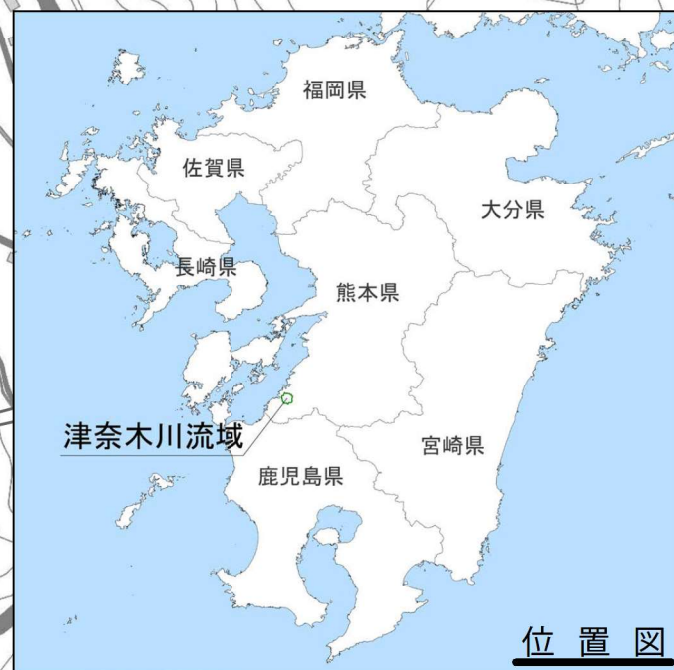 福岡県
佐賀県
大分県
長崎県
熊本県
津奈木川流域
宮崎県
鹿児島県
位置図